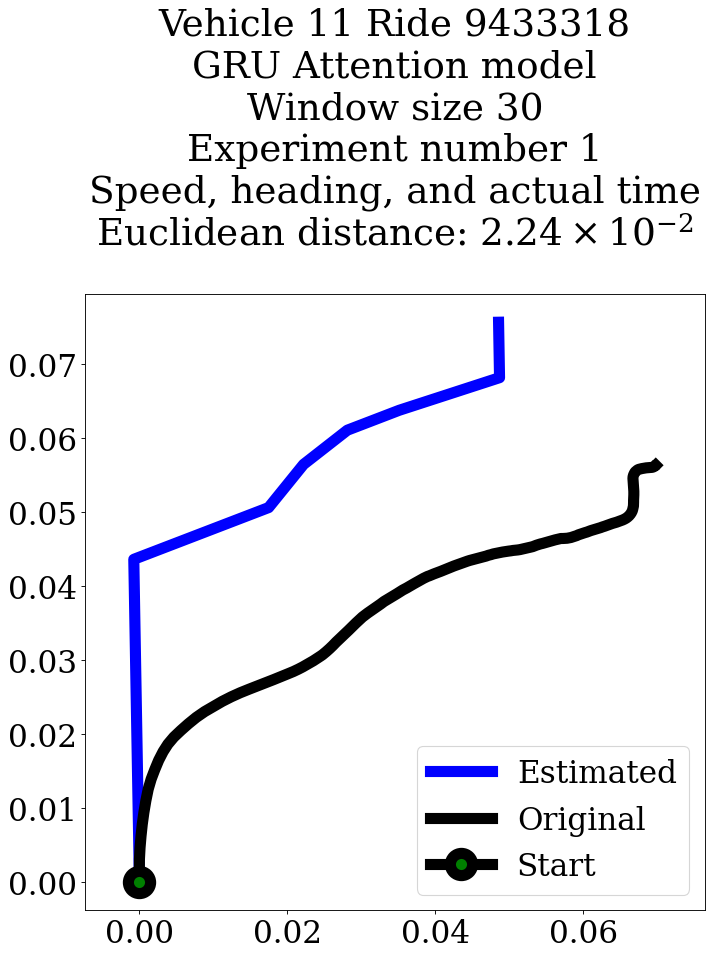 Vehicle 11 Ride 9433318
GRU Attention model
Window size 30
Experiment number 1
Speed, heading, and actual time
Euclidean distance: 2.24 × 10⁻²
0.07
0.06
0.05
0.04
0.03
0.02
0.01
0.00
Estimated
Original
Start
0.00 0.02 0.04 0.06